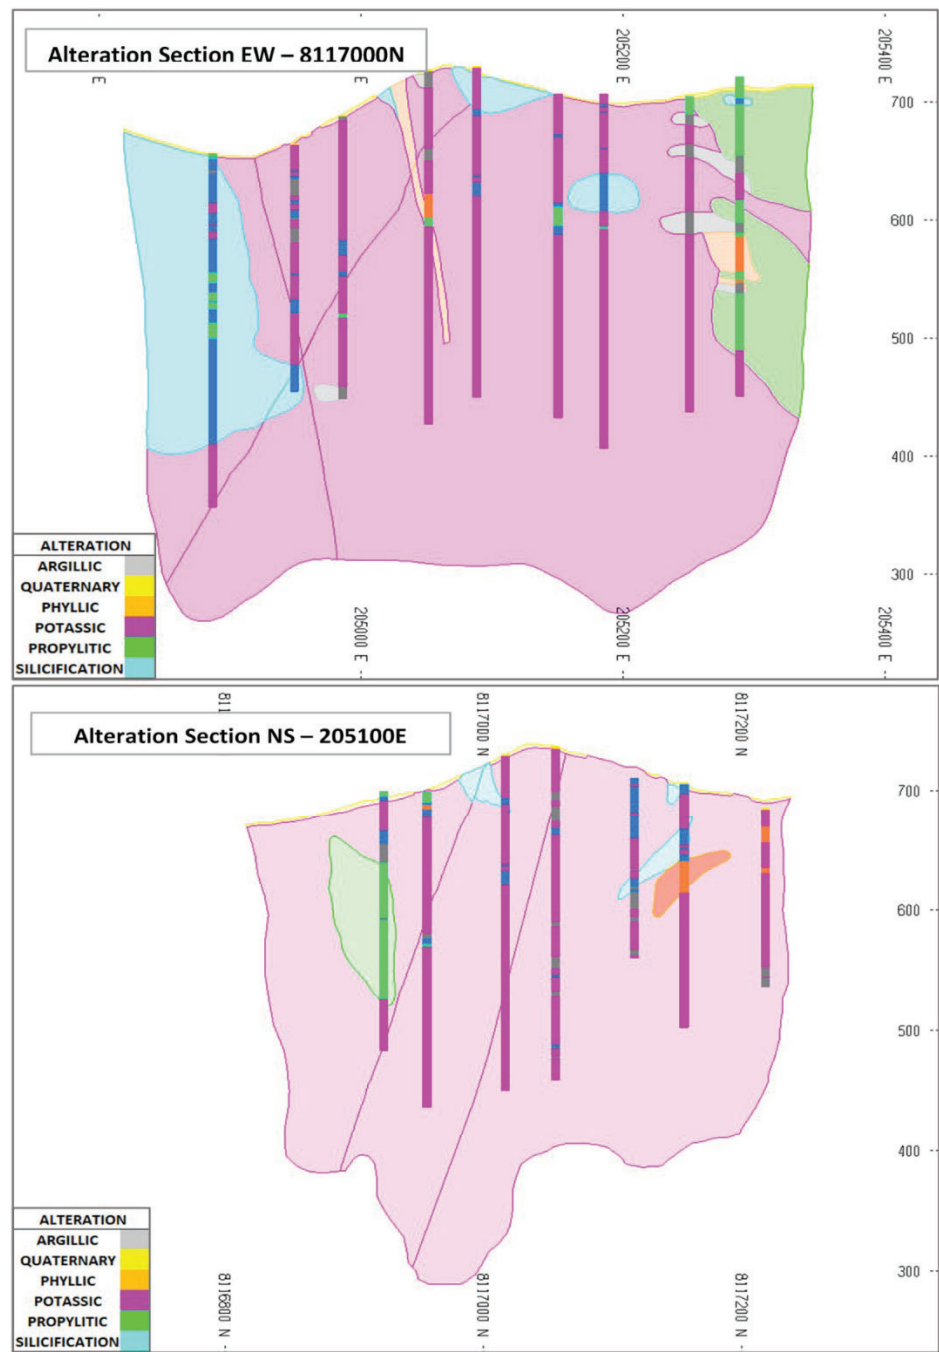 Alteration Section EW – 8117000N
E
E
205200 E
205400 E
700
600
500
400
300
ALTERATION
ARGILLIC
QUATERNARY
PHYLLIC
POTASSIC
PROPYLITIC
SILICIFICATION
205000 E
205200 E
205400 E
Alteration Section NS – 205100E
811
8117000 N
8117200 N
700
600
500
400
300
ALTERATION
ARGILLIC
QUATERNARY
PHYLLIC
POTASSIC
PROPYLITIC
SILICIFICATION
8116800 N
8117000 N
8117200 N